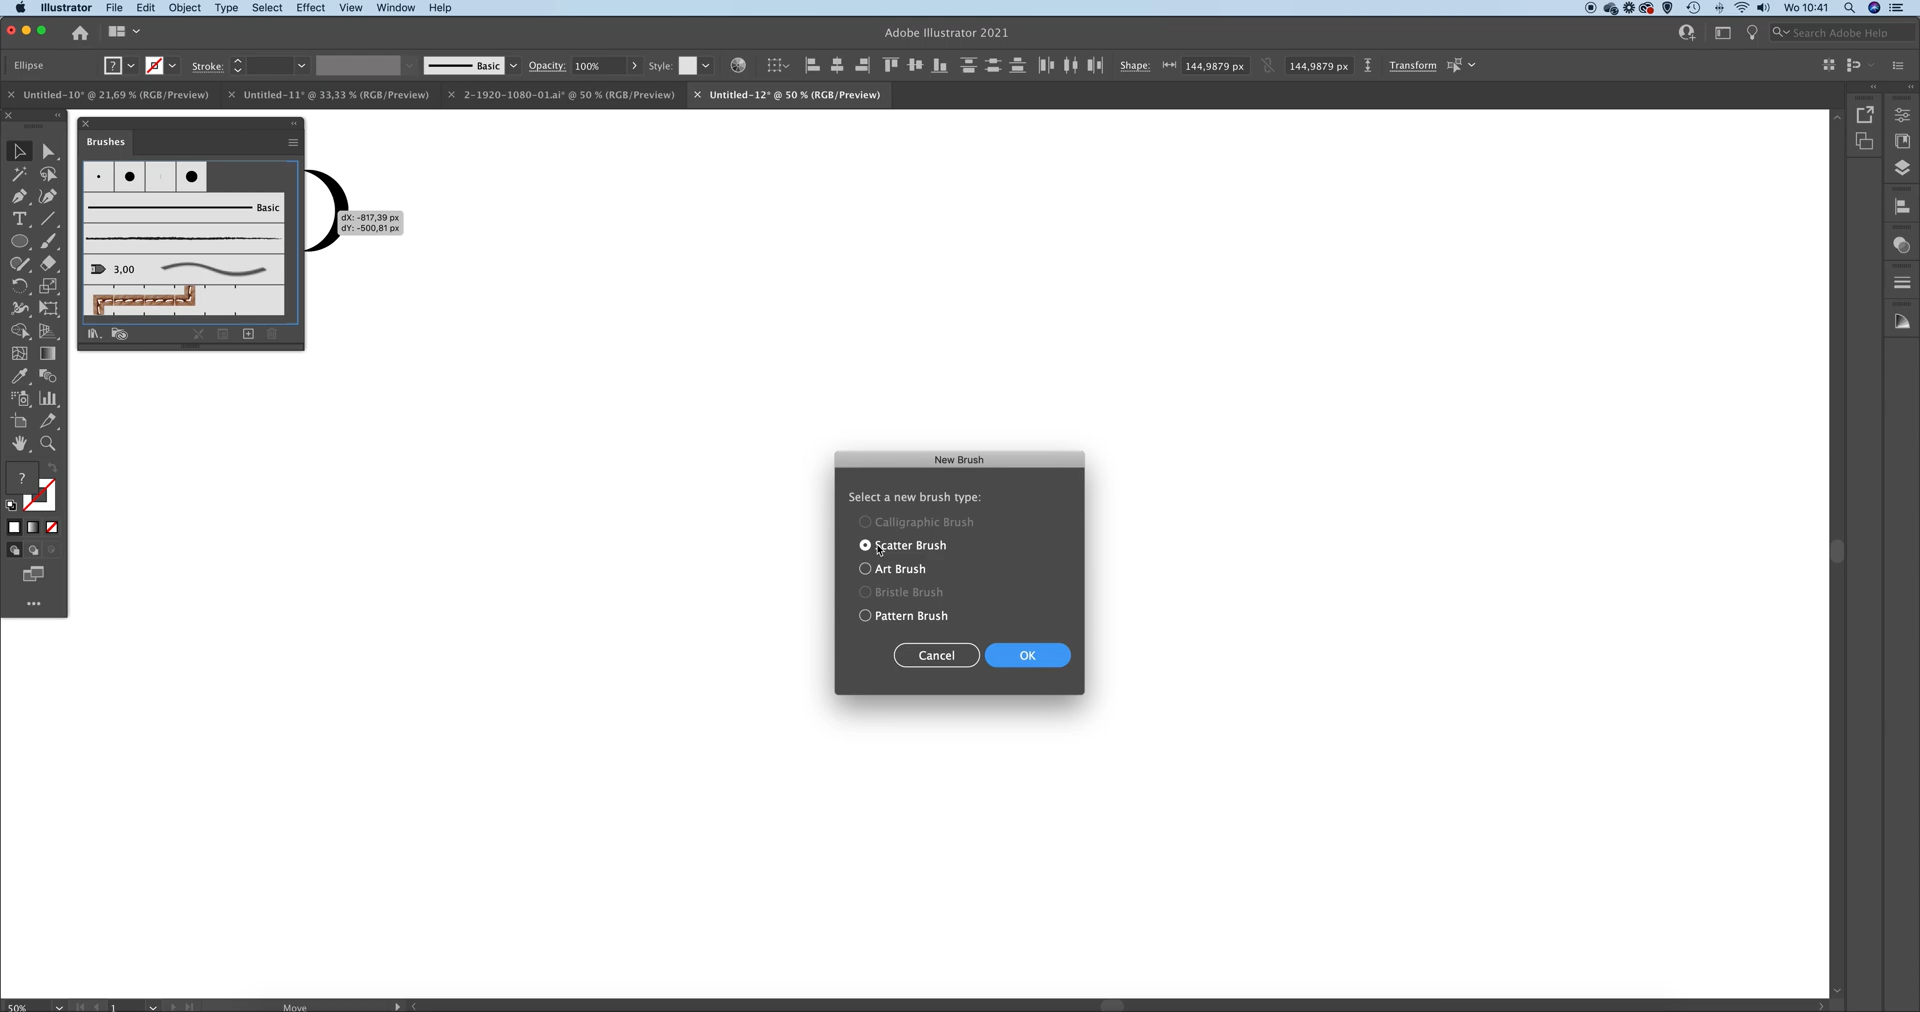 Illustrator File Edit Object Type Select Effect View Window Help
Wo 10:41
Adobe Illustrator 2021
Search Adobe Help
Ellipse
?
Stroke:
Basic
Opacity: 100%
Style:
Shape: 144,9879 px 144,9879 px
Transform
Untitled-10* @ 21,69 % (RGB/Preview)
Untitled-11* @ 33,33 % (RGB/Preview)
2-1920-1080-01.ai* @ 50 % (RGB/Preview)
Untitled-12* @ 50 % (RGB/Preview)
Brushes
Basic
dX: -817,39 px
dY: -500,81 px
3,00
?
New Brush
Select a new brush type:
Calligraphic Brush
Scatter Brush
Art Brush
Bristle Brush
Pattern Brush
Cancel OK
50% 1 Move